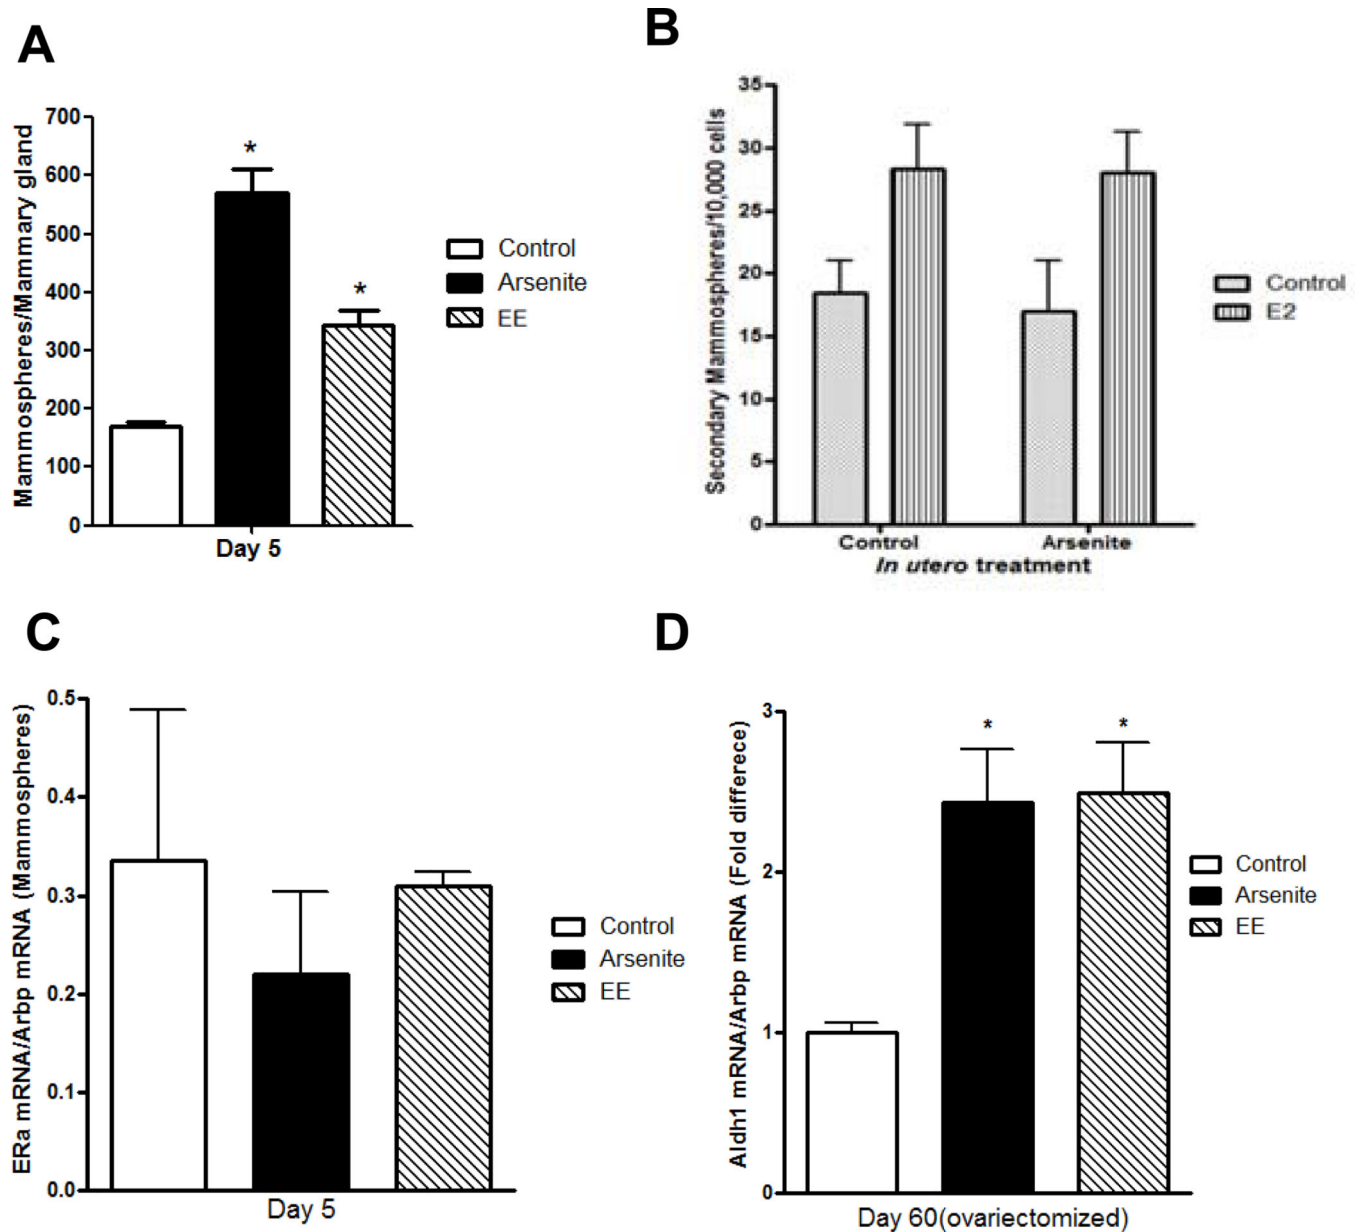 A
Mammospheres/Mammary gland
700
600
500
400
300
200
100
0
*
*
Day 5
Control
Arsenite
EE
B
Secondary Mammospheres/10,000 cells
35
30
25
20
15
10
5
0
Control
Arsenite
In utero treatment
Control
E2
C
ERa mRNA/Arbp mRNA (Mammospheres)
0.5
0.4
0.3
0.2
0.1
0.0
Day 5
Control
Arsenite
EE
D
Aldh1 mRNA/Arbp mRNA (Fold differece)
3
2
1
0
*
*
Day 60(ovariectomized)
Control
Arsenite
EE